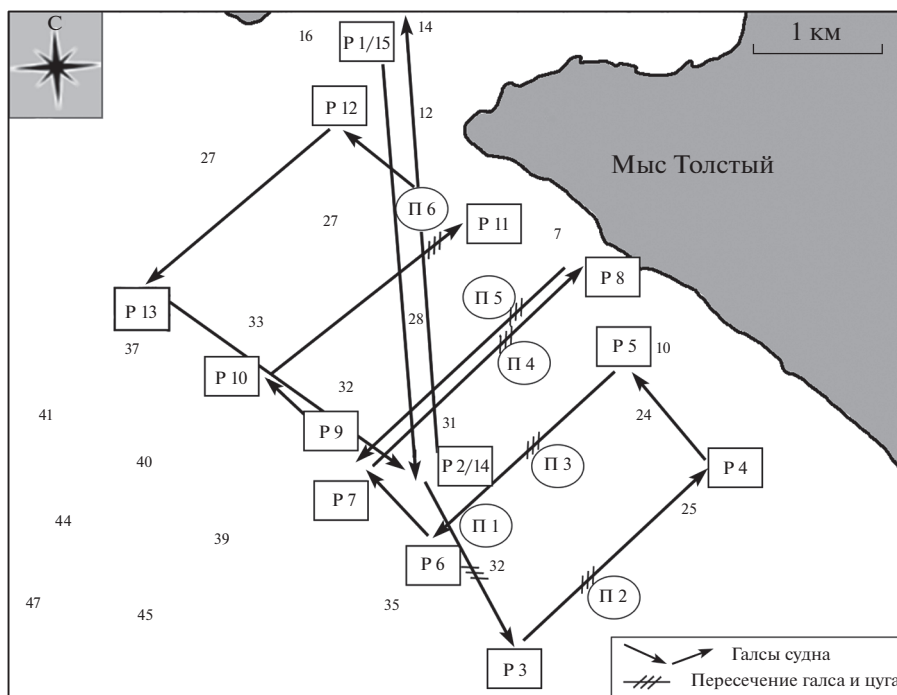 С
16
Р 1/15
14
1 км
Р 12
12
27
Мыс Толстый
27
П 6
Р 11
7
Р 8
П 5
Р 13
33
28
37
П 4
Р 5
10
Р 10
32
41
24
31
Р 9
40
Р 2/14
П 3
Р 4
Р 7
44
25
П 1
39
Р 6
32
47
35
П 2
45
Р 3
Галсы судна
Пересечение галса и цуга